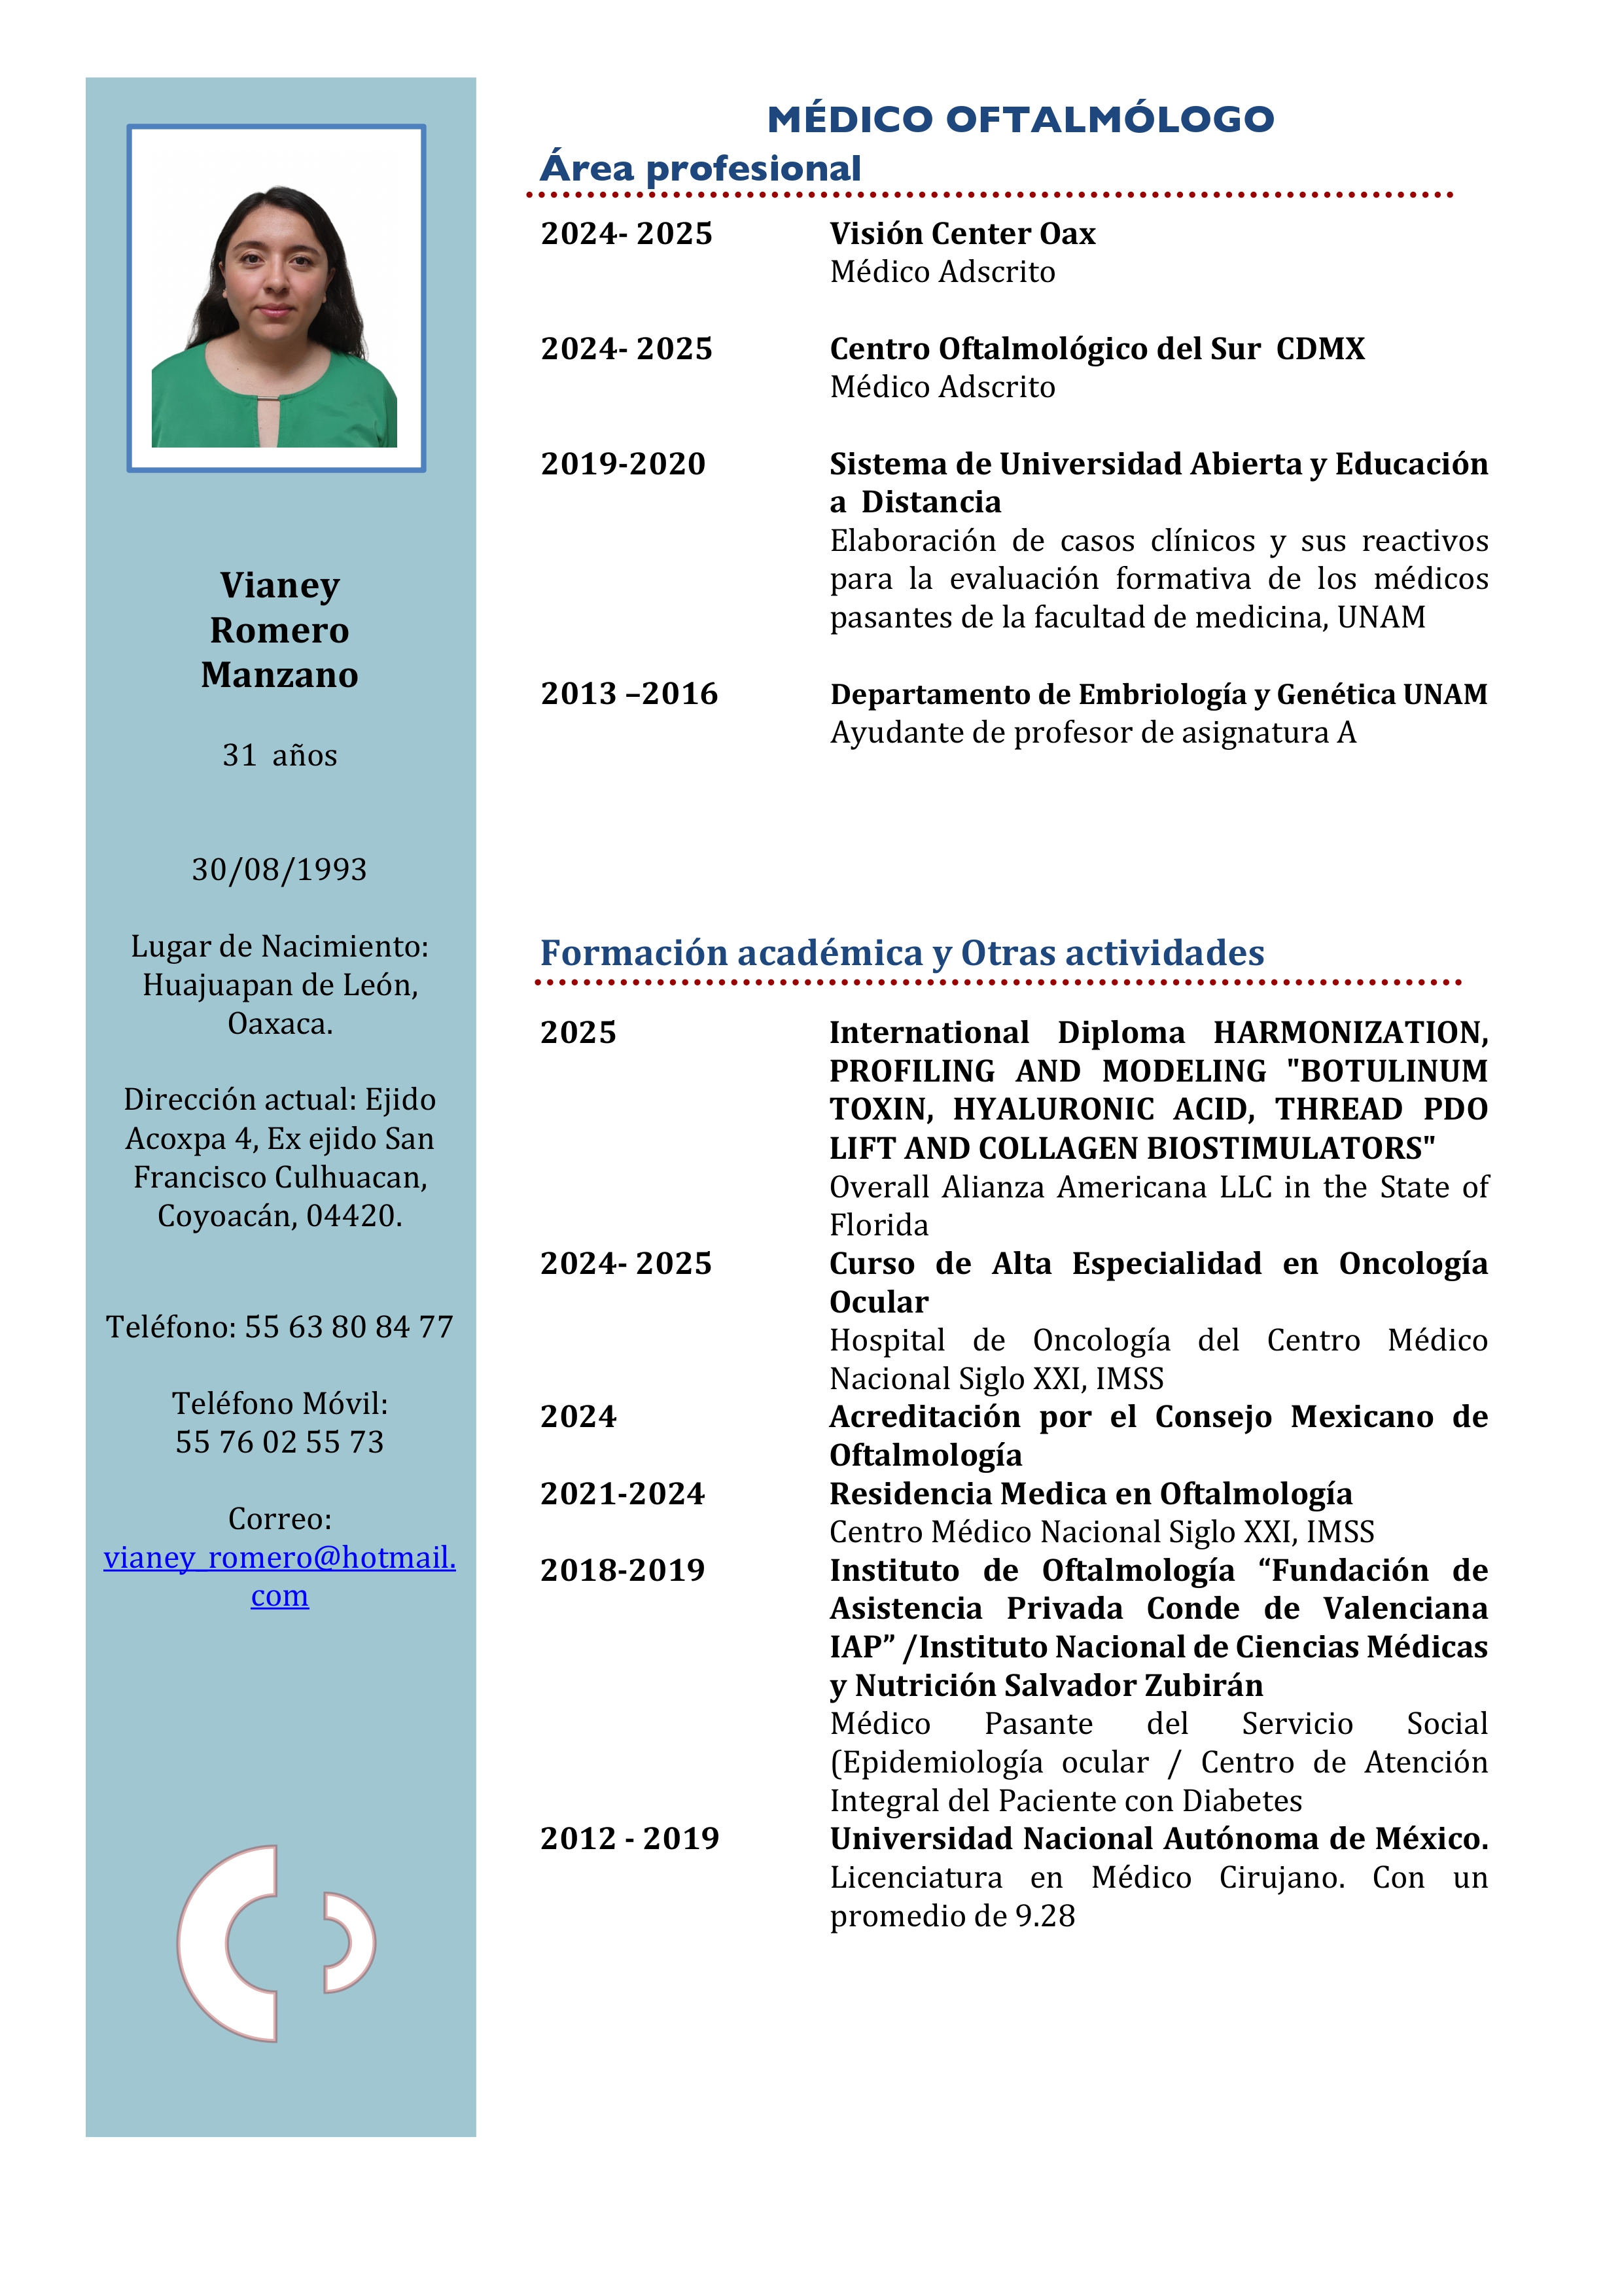 MÉDICO OFTALMÓLOGO
Área profesional
2024- 2025 Visión Center Oax
Médico Adscrito
2024- 2025 Centro Oftalmológico del Sur  CDMX
Médico Adscrito
2019-2020 Sistema de Universidad Abierta y Educación
a  Distancia
Elaboración de casos clínicos y sus reactivos
para la evaluación formativa de los médicos
pasantes de la facultad de medicina, UNAM
2013 –2016 Departamento de Embriología y Genética UNAM
Ayudante de profesor de asignatura A
Vianey
Romero
Manzano
31  años
30/08/1993
Lugar de Nacimiento:
Huajuapan de León,
Oaxaca.
Dirección actual: Ejido
Acoxpa 4, Ex ejido San
Francisco Culhuacan,
Coyoacán, 04420.
Teléfono: 55 63 80 84 77
Teléfono Móvil:
55 76 02 55 73
Correo:
vianey_romero@hotmail.
com
Formación académica y Otras actividades
2025 International Diploma HARMONIZATION,
PROFILING AND MODELING "BOTULINUM
TOXIN, HYALURONIC ACID, THREAD PDO
LIFT AND COLLAGEN BIOSTIMULATORS"
Overall Alianza Americana LLC in the State of
Florida
2024- 2025 Curso de Alta Especialidad en Oncología
Ocular
Hospital de Oncología del Centro Médico
Nacional Siglo XXI, IMSS
2024 Acreditación por el Consejo Mexicano de
Oftalmología
2021-2024 Residencia Medica en Oftalmología
Centro Médico Nacional Siglo XXI, IMSS
2018-2019 Instituto de Oftalmología “Fundación de
Asistencia Privada Conde de Valenciana
IAP” /Instituto Nacional de Ciencias Médicas
y Nutrición Salvador Zubirán
Médico Pasante del Servicio Social
(Epidemiología ocular / Centro de Atención
Integral del Paciente con Diabetes
2012 - 2019 Universidad Nacional Autónoma de México.
Licenciatura en Médico Cirujano. Con un
promedio de 9.28